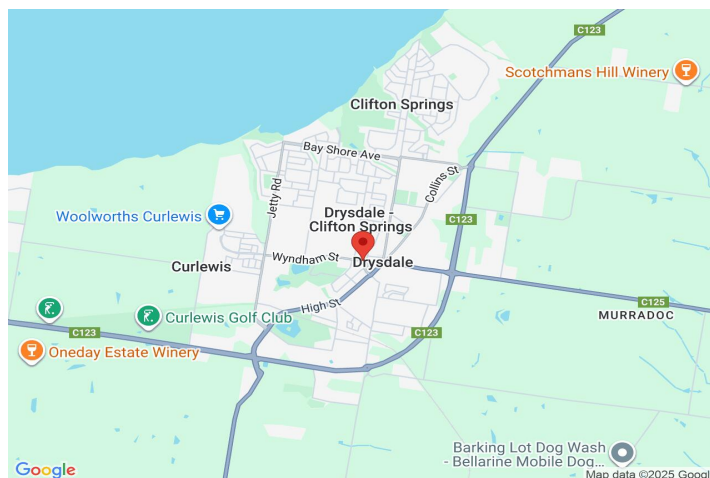 C123
Scotchmans Hill Winery
Clifton Springs
Bay Shore Ave
Collins St
Jetty Rd
Woolworths Curlewis
Drysdale -
Clifton Springs
C123
Wyndham St
Drysdale
Curlewis
High St
C125
MURRADOC
Curlewis Golf Club
C123
C123
Oneday Estate Winery
Barking Lot Dog Wash
- Bellarine Mobile Dog...
Google
Map data ©2025 Googl